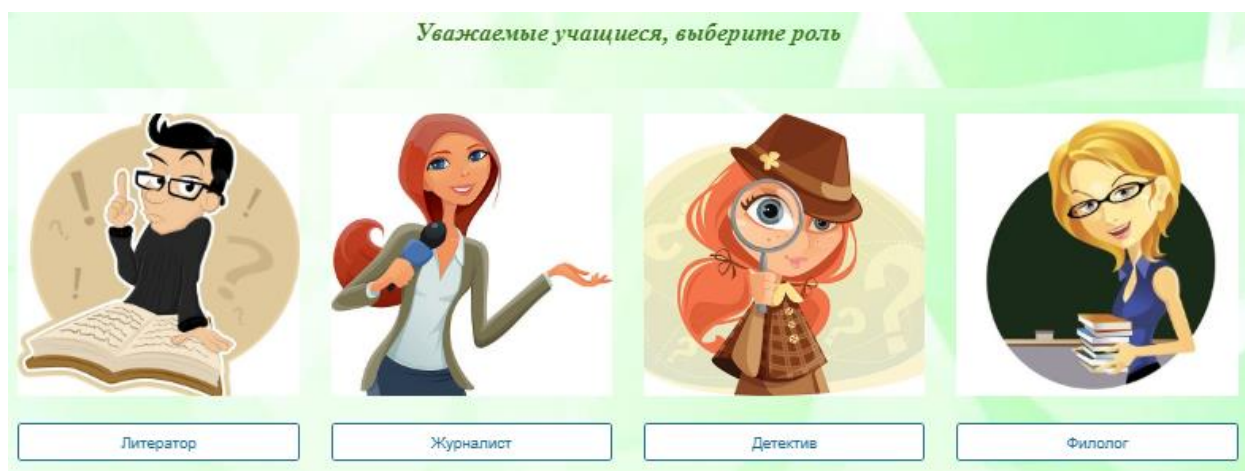 Уважаемые учащиеся, выберите роль
Литератор
Журналист
Детектив
Филолог